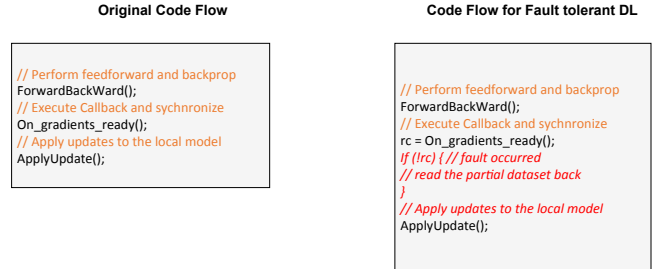 Original Code Flow
// Perform feedforward and backprop
ForwardBackWard();
// Execute Callback and sychnronize
On_gradients_ready();
// Apply updates to the local model
ApplyUpdate();
Code Flow for Fault tolerant DL
// Perform feedforward and backprop
ForwardBackWard();
// Execute Callback and sychnronize
rc = On_gradients_ready();
If (!rc) { // fault occurred
// read the partial dataset back
}
// Apply updates to the local model
ApplyUpdate();